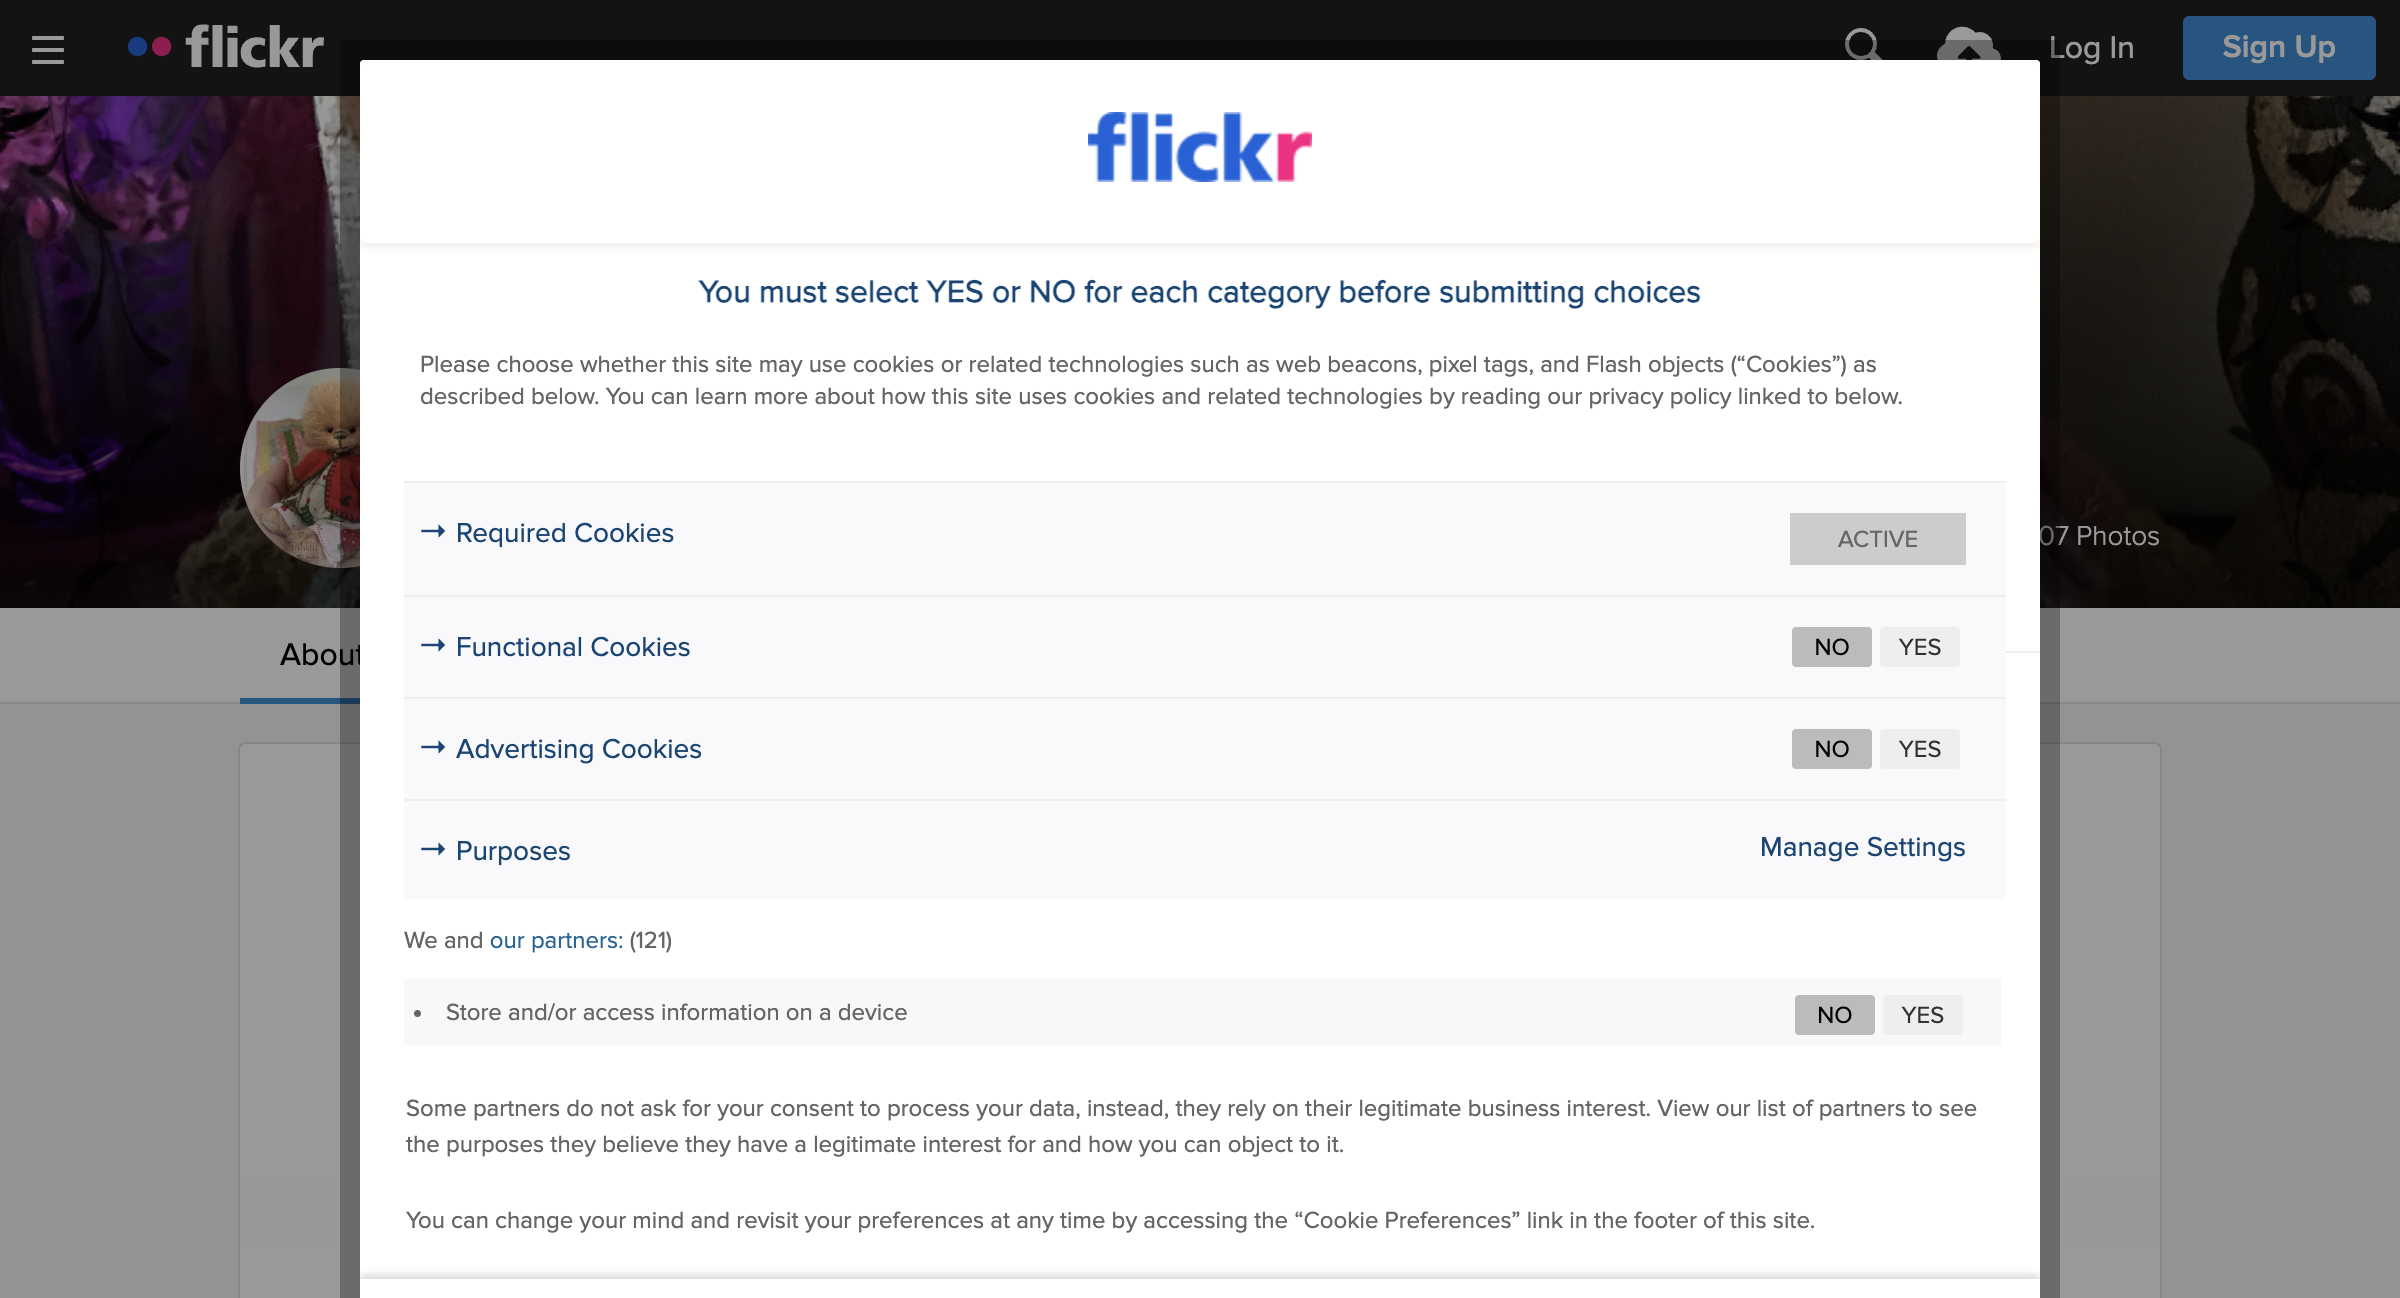 flickr
Log In
Sign Up
flickr
You must select YES or NO for each category before submitting choices
Please choose whether this site may use cookies or related technologies such as web beacons, pixel tags, and Flash objects (“Cookies”) as
described below. You can learn more about how this site uses cookies and related technologies by reading our privacy policy linked to below.
→ Required Cookies
ACTIVE
07 Photos
→ Functional Cookies
NO YES
About
→ Advertising Cookies
NO YES
→ Purposes
Manage Settings
We and our partners: (121)
• Store and/or access information on a device
NO YES
Some partners do not ask for your consent to process your data, instead, they rely on their legitimate business interest. View our list of partners to see
the purposes they believe they have a legitimate interest for and how you can object to it.
You can change your mind and revisit your preferences at any time by accessing the “Cookie Preferences” link in the footer of this site.